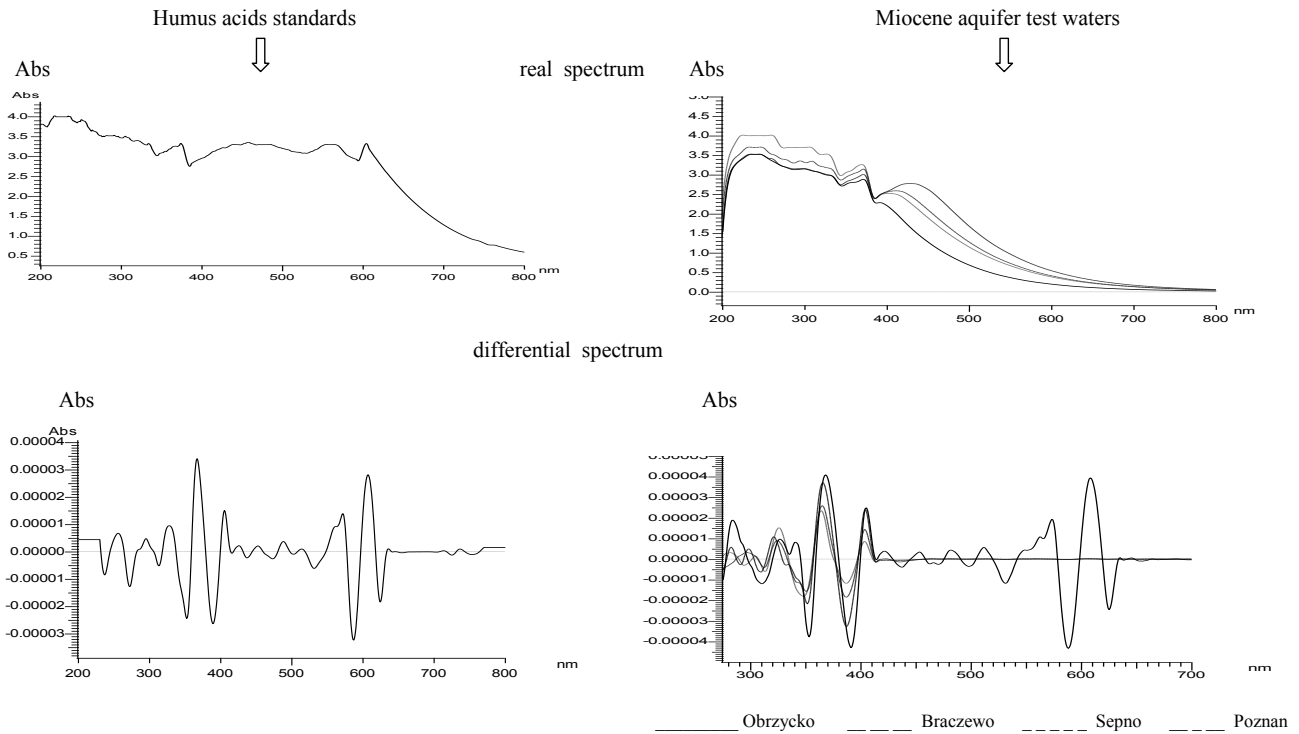 Humus acids standards
Miocene aquifer test waters
Abs
real spectrum
Abs
Abs
4.0
3.5
3.0
2.5
2.0
1.5
1.0
0.5
200 300 400 500 600 700 800 nm
5.0
4.5
4.0
3.5
3.0
2.5
2.0
1.5
1.0
0.5
0.0
200 300 400 500 600 700 800
nm
differential spectrum
Abs
Abs
Abs
0.00004
0.00003
0.00002
0.00001
0.00000
-0.00001
-0.00002
-0.00003
200 300 400 500 600 700 800
nm
0.00005
0.00004
0.00003
0.00002
0.00001
0.00000
-0.00001
-0.00002
-0.00003
-0.00004
300 400 500 600 700
nm
Obrzycko Braczewo Sepno Poznan